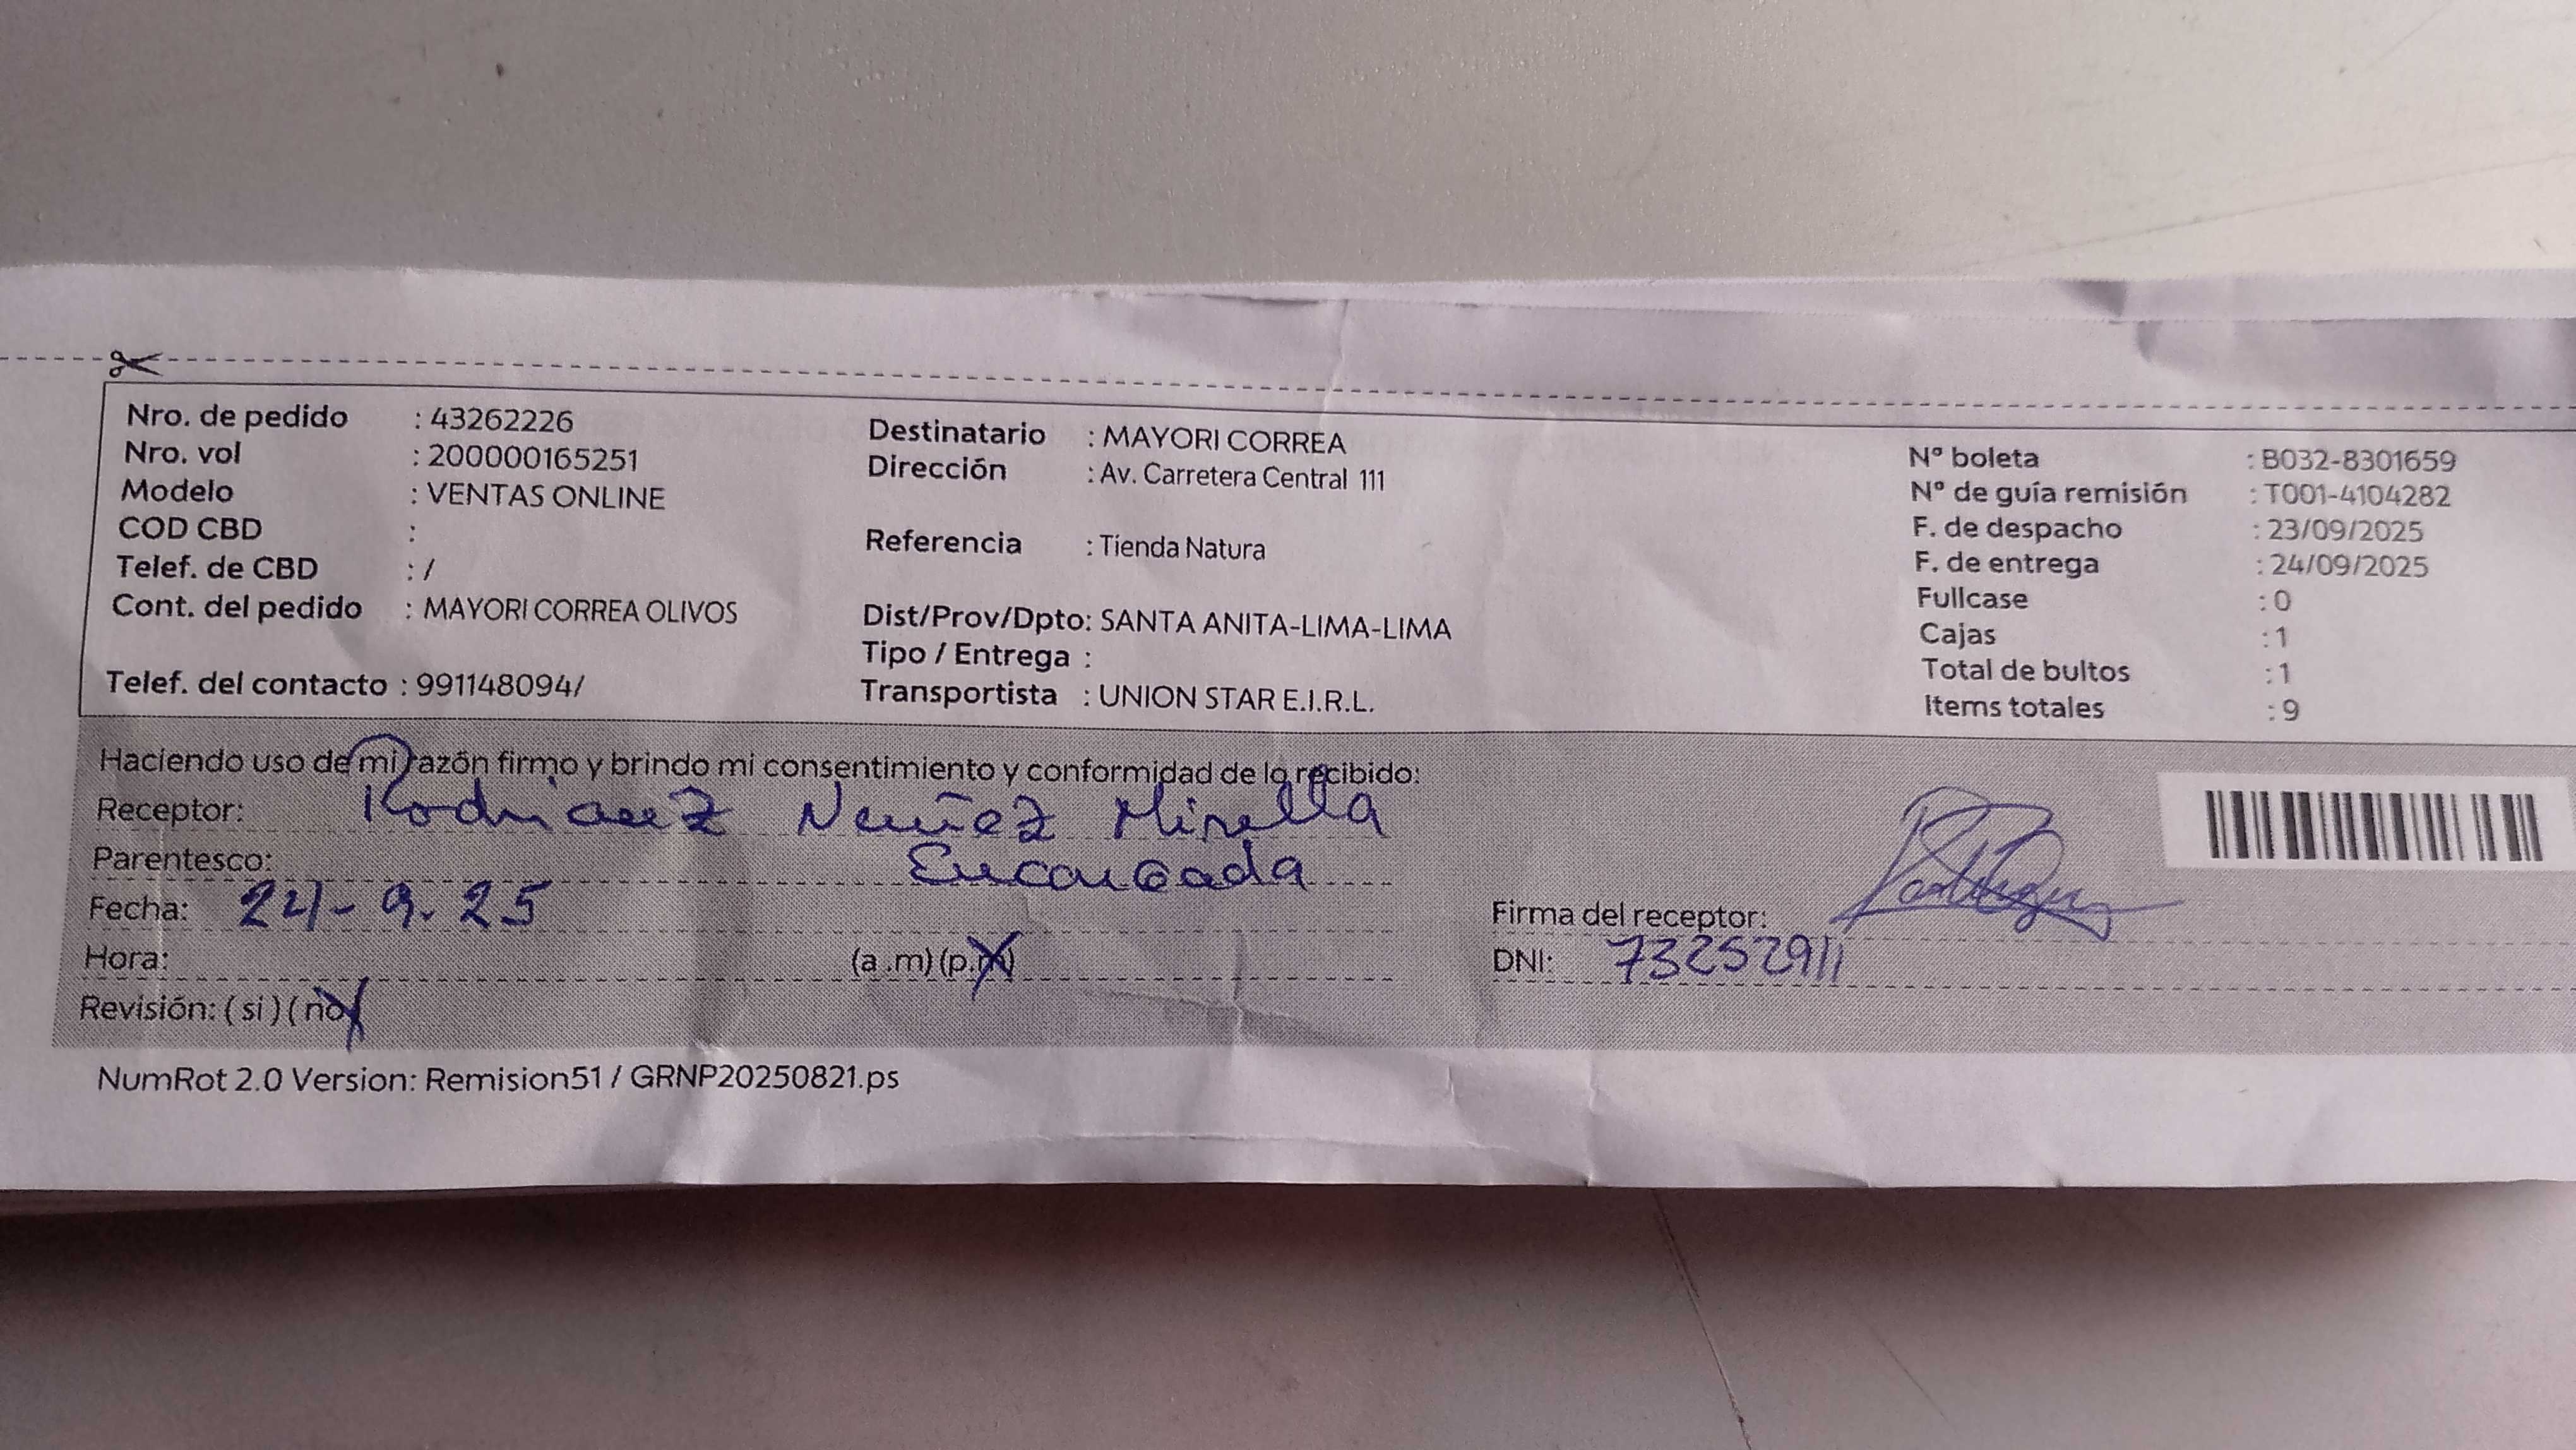 Nro. de pedido : 43262226
Nro. vol : 200000165251
Modelo : VENTAS ONLINE
COD CBD :
Telef. de CBD : /
Cont. del pedido : MAYORI CORREA OLIVOS
Telef. del contacto : 991148094/
Destinatario : MAYORI CORREA
Dirección : Av. Carretera Central 111
Referencia : Tienda Natura
Dist/Prov/Dpto: SANTA ANITA-LIMA-LIMA
Tipo / Entrega :
Transportista : UNION STAR E.I.R.L.
N° boleta : B032-8301659
N° de guía remisión : T001-4104282
F. de despacho : 23/09/2025
F. de entrega : 24/09/2025
Fullcase : 0
Cajas : 1
Total de bultos : 1
Items totales : 9
Haciendo uso de mi razón firmo y brindo mi consentimiento y conformidad de lo recibido:
Receptor: Rodriguez Nuñez Mirella
Parentesco: Encargada
Fecha: 24-9.25
Hora: (a .m) (p.m)
Revisión: ( si ) ( no )
Firma del receptor:
DNI: 73252911
NumRot 2.0 Version: Remision51 / GRNP20250821.ps